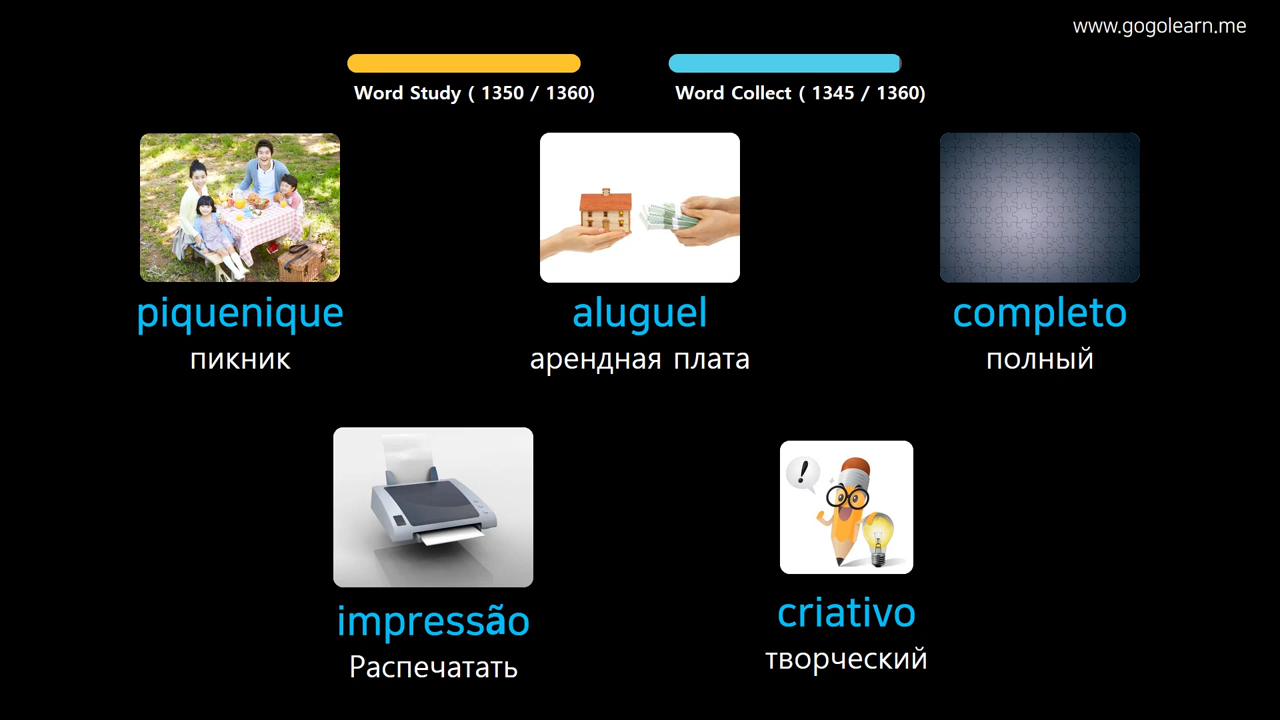 www.gogolearn.me
Word Study ( 1350 / 1360)
Word Collect ( 1345 / 1360)
piquenique
пикник
aluguel
арендная плата
completo
полный
impressão
Распечатать
!
criativo
творческий